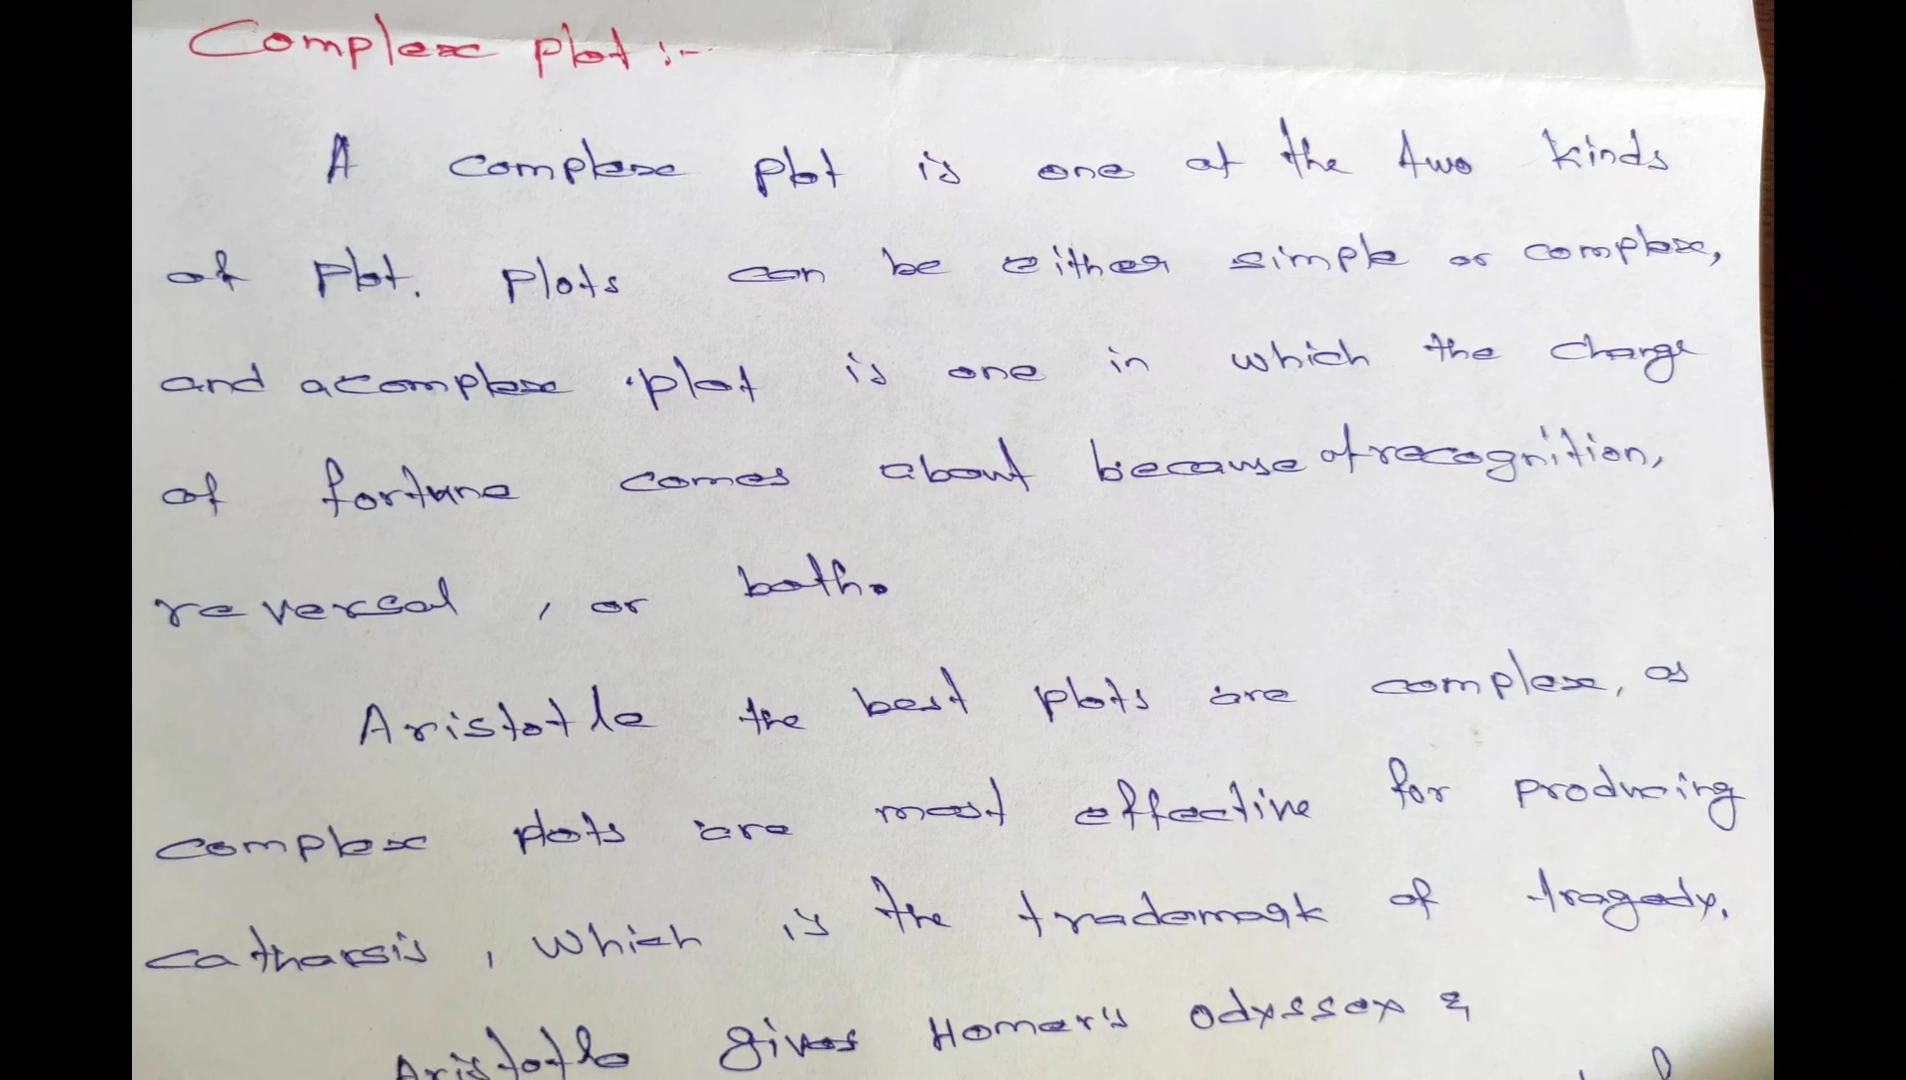 Complex plot :-
A complex plot is one of the two kinds
of plot. plots can be either simple or complex,
and a complex plot is one in which the change
of fortune comes about because of recognition,
reversal , or both.
Aristotle the best plots are complex, as
complex plots are most effective for producing
catharsis , which is the trademark of tragedy.
Aristotle gives Homer's odyssey &